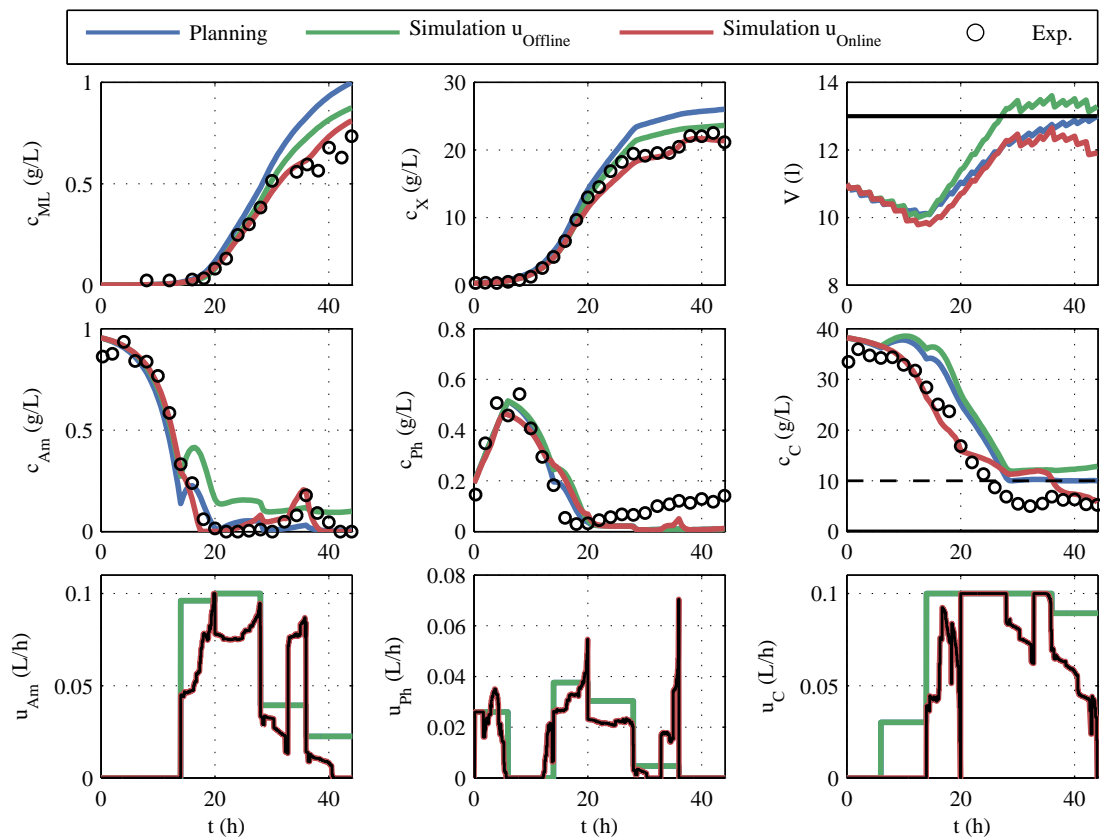 Planning Simulation u_Offline Simulation u_Online Exp.
c_ML (g/L)
1
0.5
0
0 20 40
c_X (g/L)
30
20
10
0
0 20 40
V (l)
14
12
10
8
0 20 40
c_Am (g/L)
1
0.5
0
0 20 40
c_Ph (g/L)
0.8
0.6
0.4
0.2
0
0 20 40
c_C (g/L)
40
30
20
10
0
0 20 40
u_Am (L/h)
0.1
0.05
0
0 20 40
t (h)
u_Ph (L/h)
0.08
0.06
0.04
0.02
0
0 20 40
t (h)
u_C (L/h)
0.1
0.05
0
0 20 40
t (h)